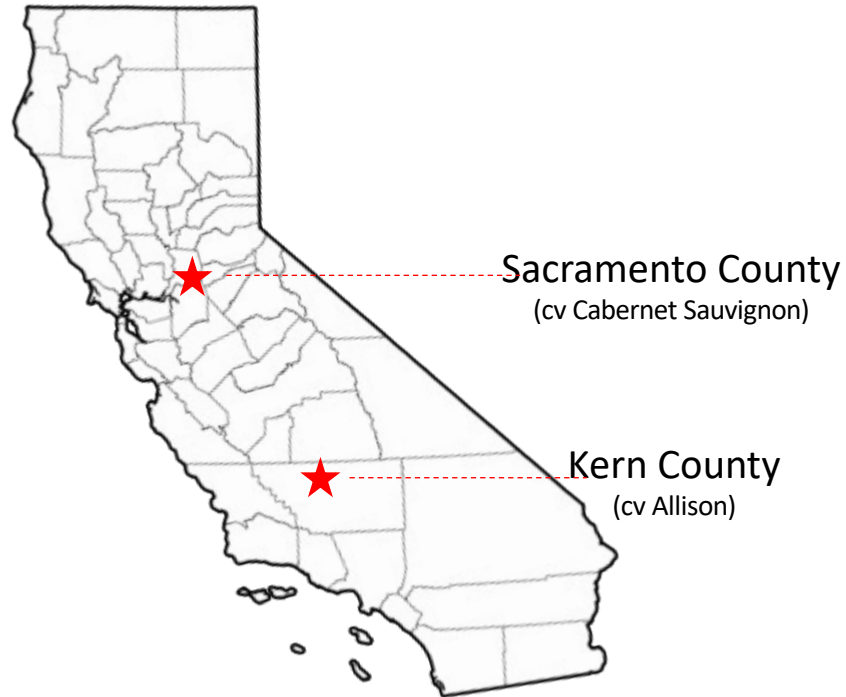 Sacramento County
(cv Cabernet Sauvignon)
Kern County
(cv Allison)